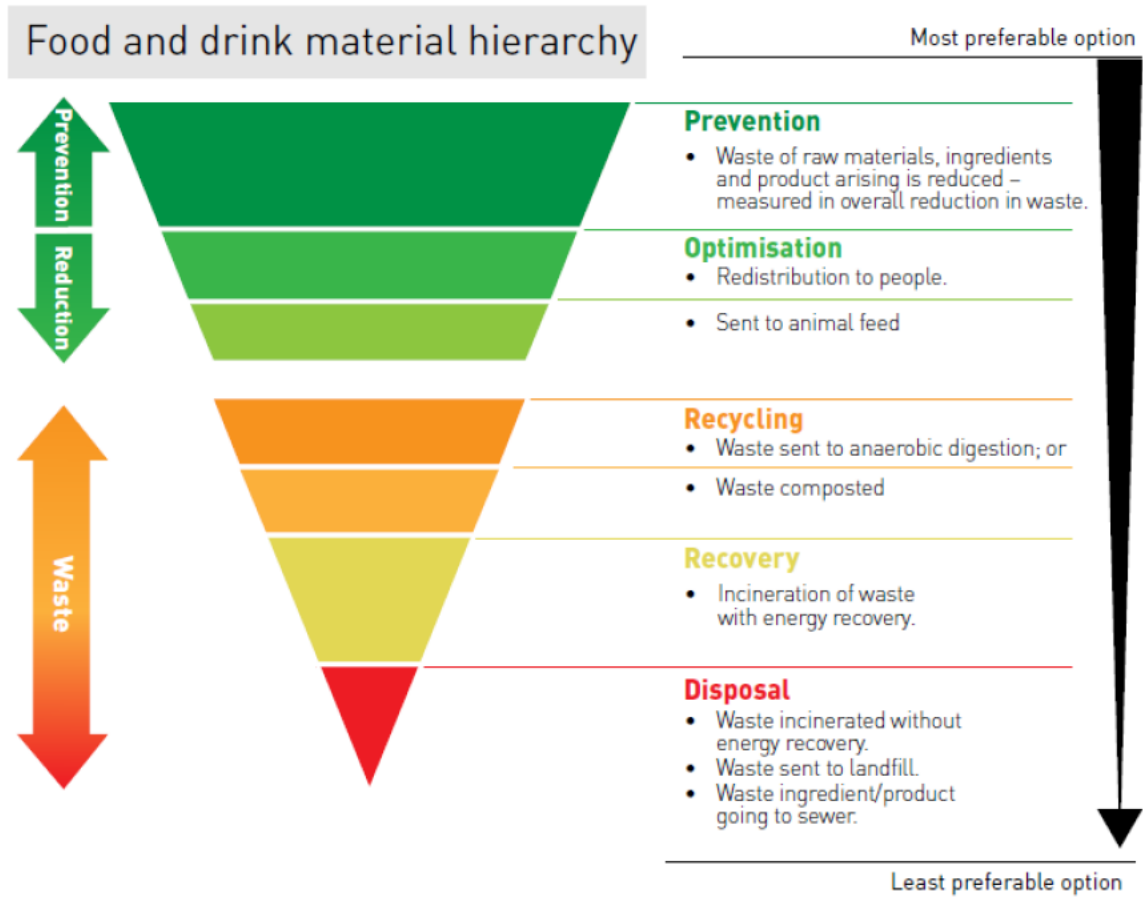 Food and drink material hierarchy
Most preferable option
Prevention
Reduction
Waste
Prevention
• Waste of raw materials, ingredients
and product arising is reduced –
measured in overall reduction in waste.
Optimisation
• Redistribution to people.
• Sent to animal feed
Recycling
• Waste sent to anaerobic digestion; or
• Waste composted
Recovery
• Incineration of waste
with energy recovery.
Disposal
• Waste incinerated without
energy recovery.
• Waste sent to landfill.
• Waste ingredient/product
going to sewer.
Least preferable option